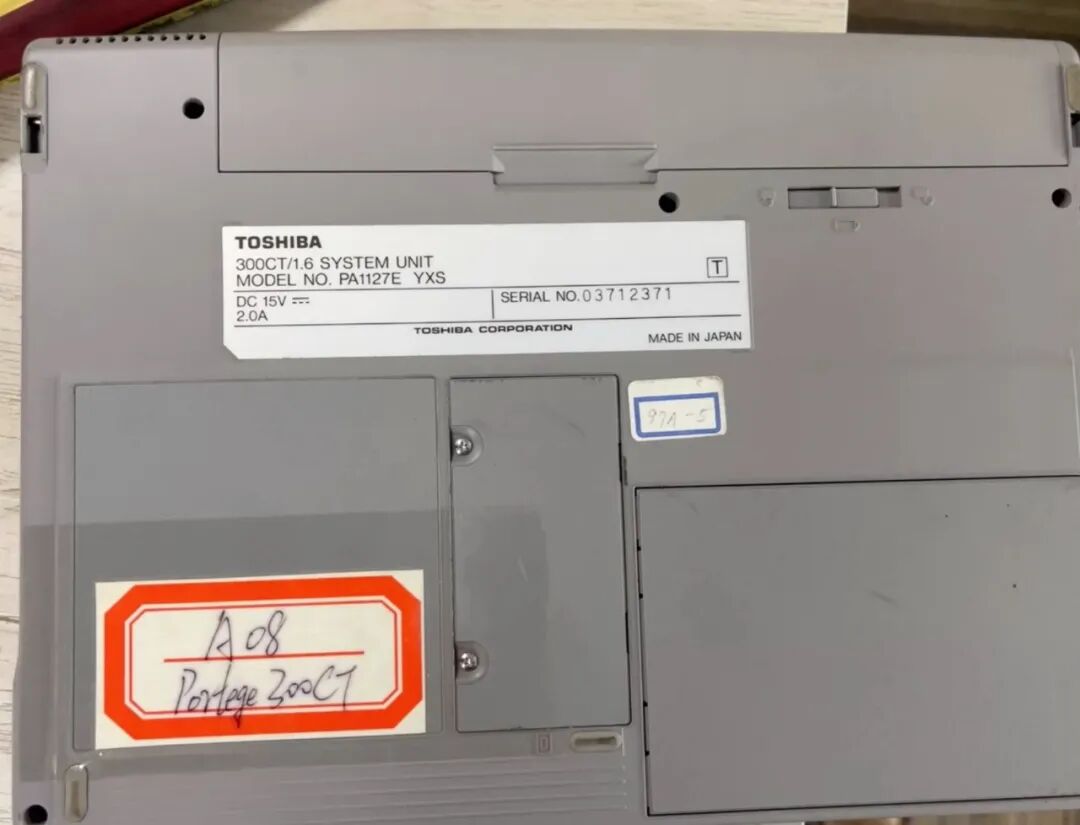 TOSHIBA
300CT/1.6 SYSTEM UNIT
MODEL NO. PA1127E YXS
T
DC 15V
2.0A
SERIAL NO. 03712371
TOSHIBA CORPORATION
MADE IN JAPAN
97A-5
A08
Portege 300CT